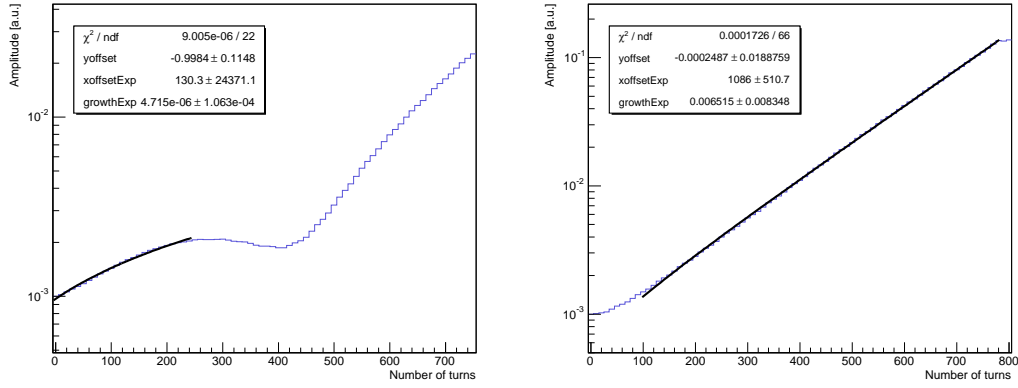 Amplitude [a.u.]
χ² / ndf 9.005e-06 / 22
yoffset -0.9984 ± 0.1148
xoffsetExp 130.3 ± 24371.1
growthExp 4.715e-06 ± 1.063e-04
10⁻²
10⁻³
0 100 200 300 400 500 600 700
Number of turns
Amplitude [a.u.]
χ² / ndf 0.0001726 / 66
yoffset -0.0002487 ± 0.0188759
xoffsetExp 1086 ± 510.7
growthExp 0.006515 ± 0.008348
10⁻¹
10⁻²
10⁻³
0 100 200 300 400 500 600 700 800
Number of turns